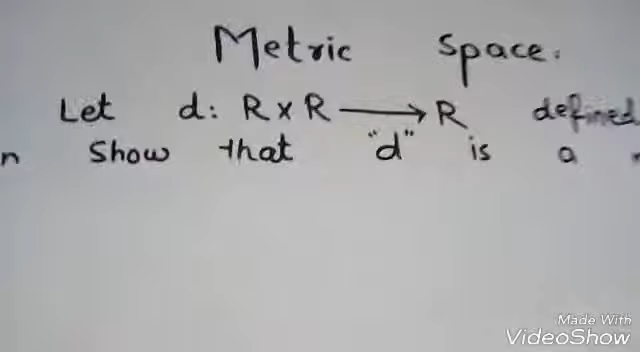 Metric space.
Let d: R x R → R defined
n Show that "d" is a
Made With
VideoShow